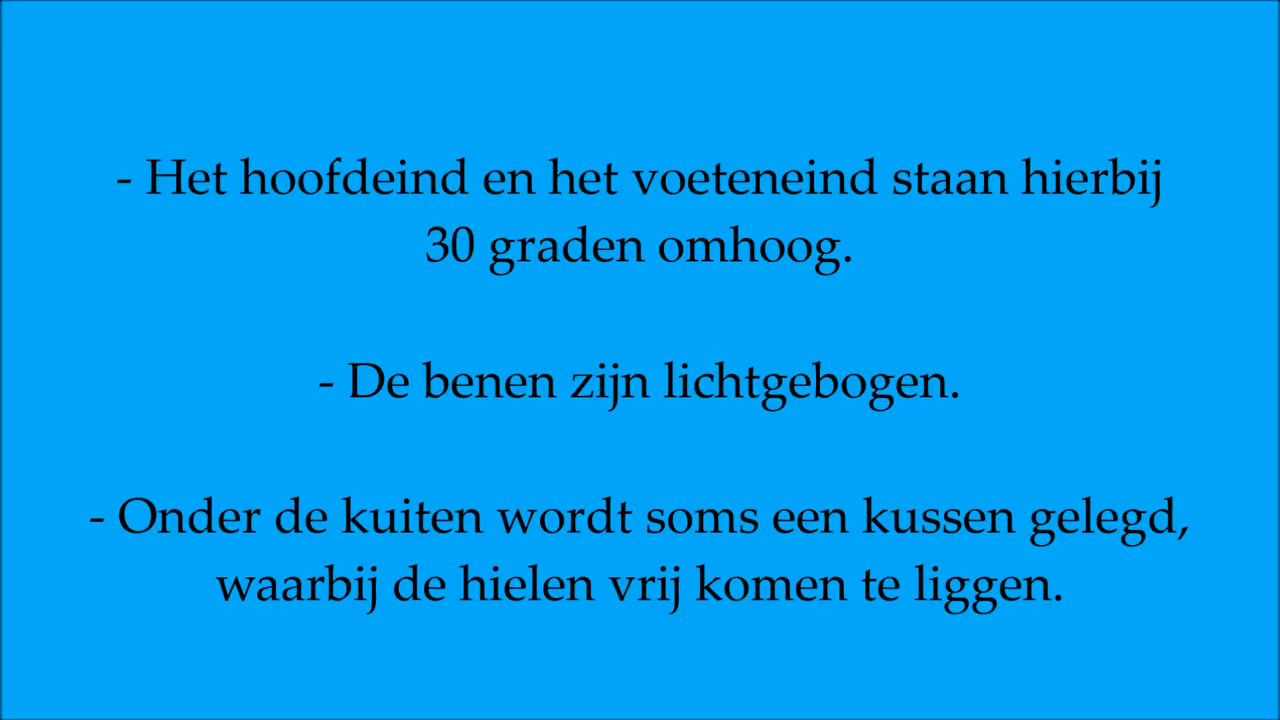 - Het hoofdeind en het voeteneind staan hierbij
30 graden omhoog.
- De benen zijn lichtgebogen.
- Onder de kuiten wordt soms een kussen gelegd,
waarbij de hielen vrij komen te liggen.